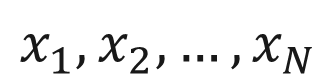 x₁, x₂, ..., x_N